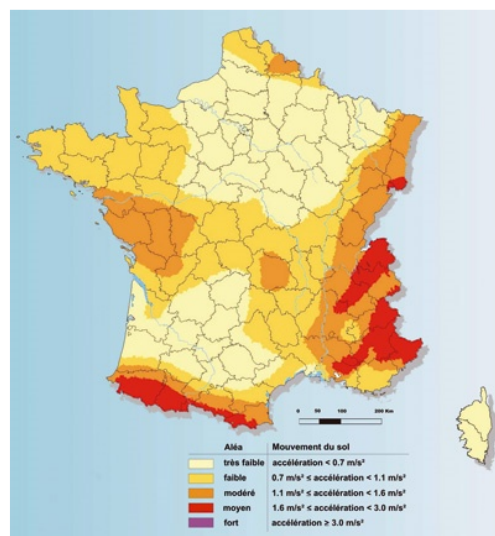 0 50 100 200 Km
Aléa Mouvement du sol
très faible accélération < 0.7 m/s²
faible 0.7 m/s² ≤ accélération < 1.1 m/s²
modéré 1.1 m/s² ≤ accélération < 1.6 m/s²
moyen 1.6 m/s² ≤ accélération < 3.0 m/s²
fort accélération ≥ 3.0 m/s²